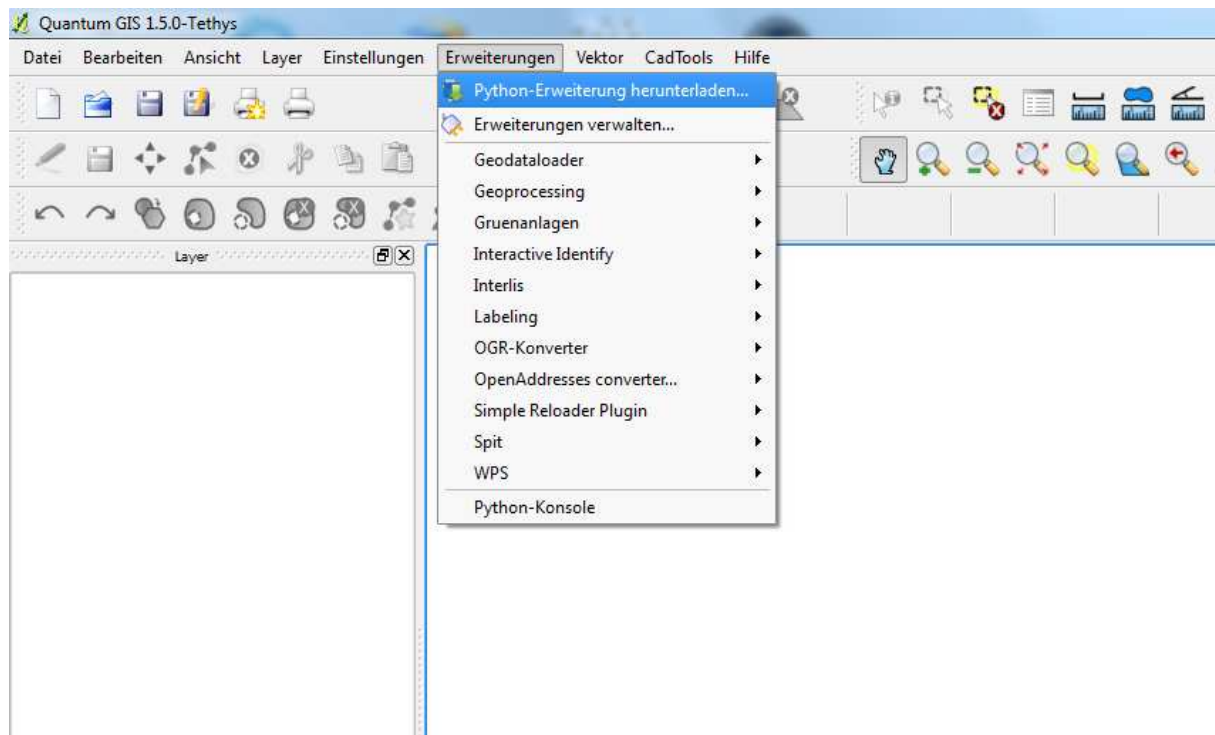 Quantum GIS 1.5.0-Tethys
Datei Bearbeiten Ansicht Layer Einstellungen Erweiterungen Vektor CadTools Hilfe
Python-Erweiterung herunterladen...
Erweiterungen verwalten...
Geodataloader
Geoprocessing
Gruenanlagen
Interactive Identify
Interlis
Labeling
OGR-Konverter
OpenAddresses converter...
Simple Reloader Plugin
Spit
WPS
Python-Konsole
Layer